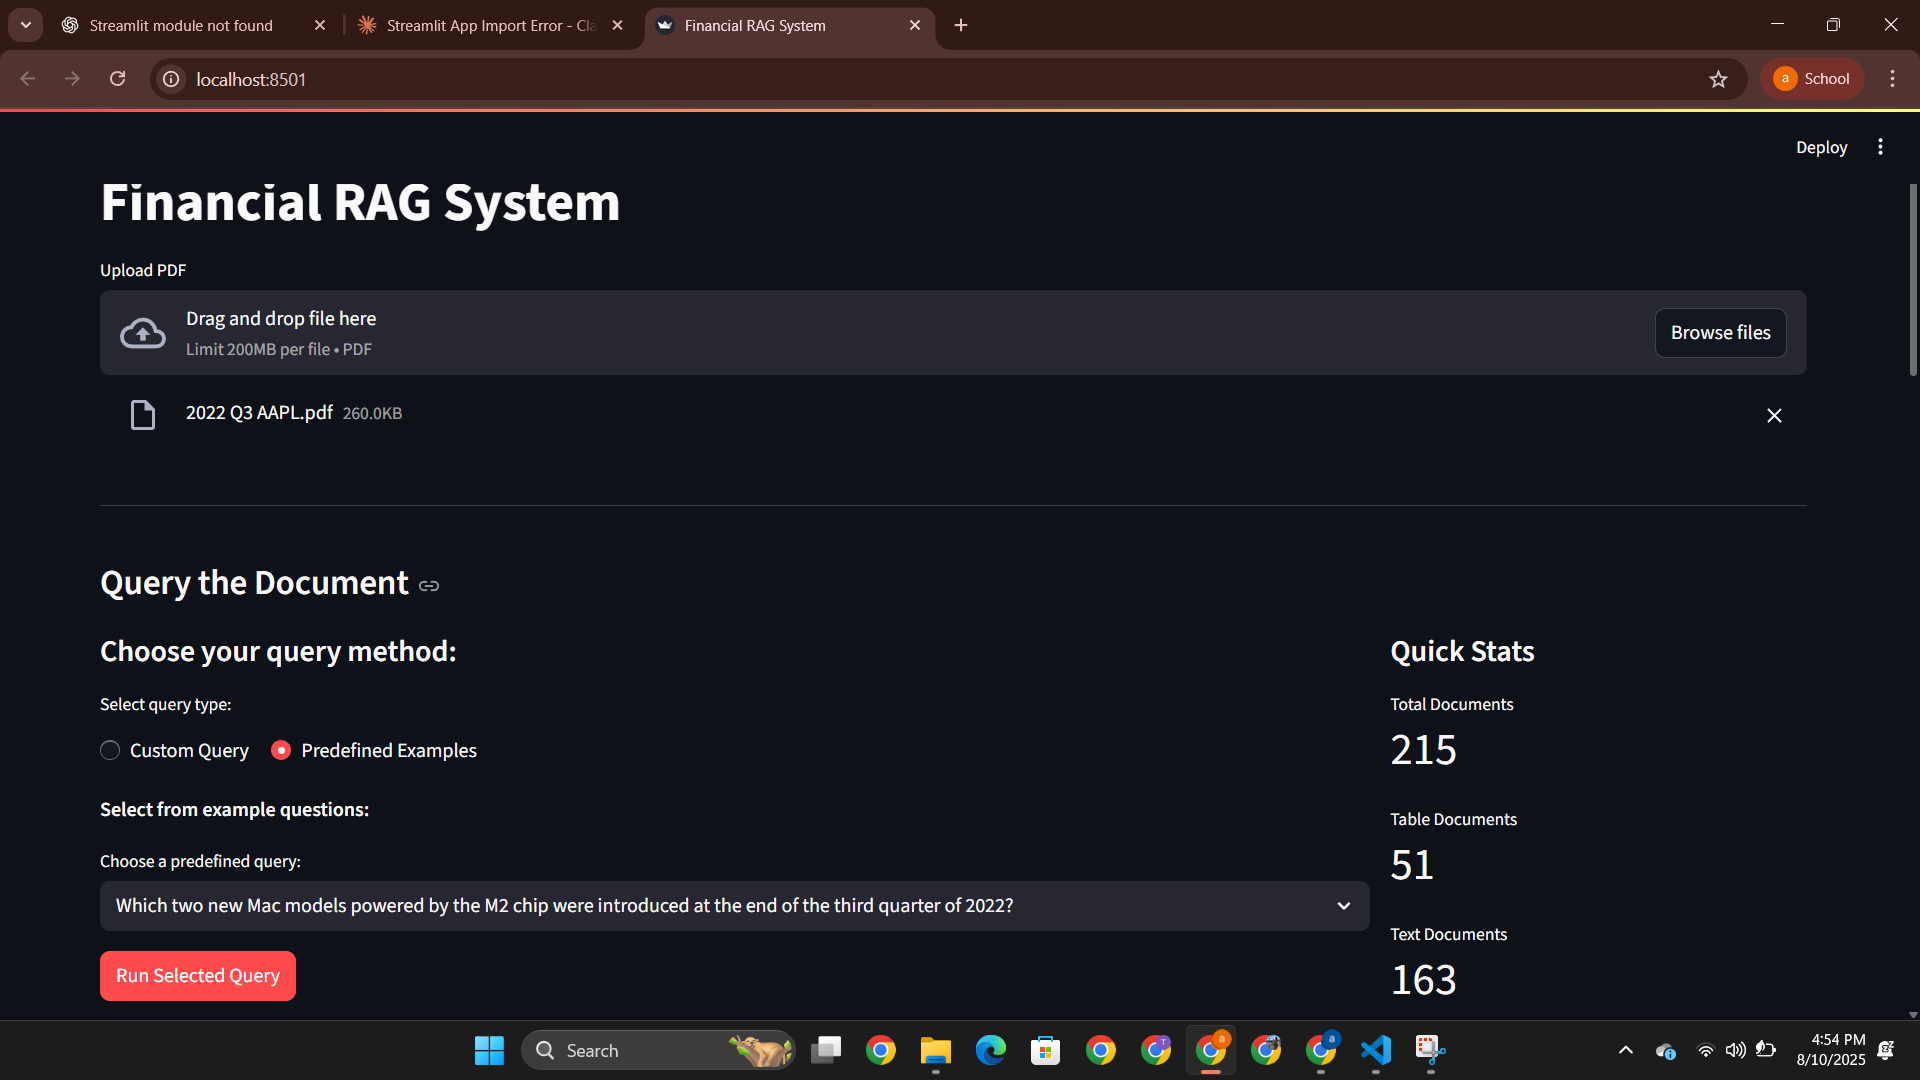 Streamlit module not found
Streamlit App Import Error - Cla
Financial RAG System
localhost:8501
a
School
Deploy
Financial RAG System
Upload PDF
Drag and drop file here
Limit 200MB per file • PDF
Browse files
2022 Q3 AAPL.pdf 260.0KB
Query the Document
Choose your query method:
Select query type:
Custom Query
Predefined Examples
Select from example questions:
Choose a predefined query:
Which two new Mac models powered by the M2 chip were introduced at the end of the third quarter of 2022?
Run Selected Query
Quick Stats
Total Documents
215
Table Documents
51
Text Documents
163
Search
T
a
a
4:54 PM
8/10/2025